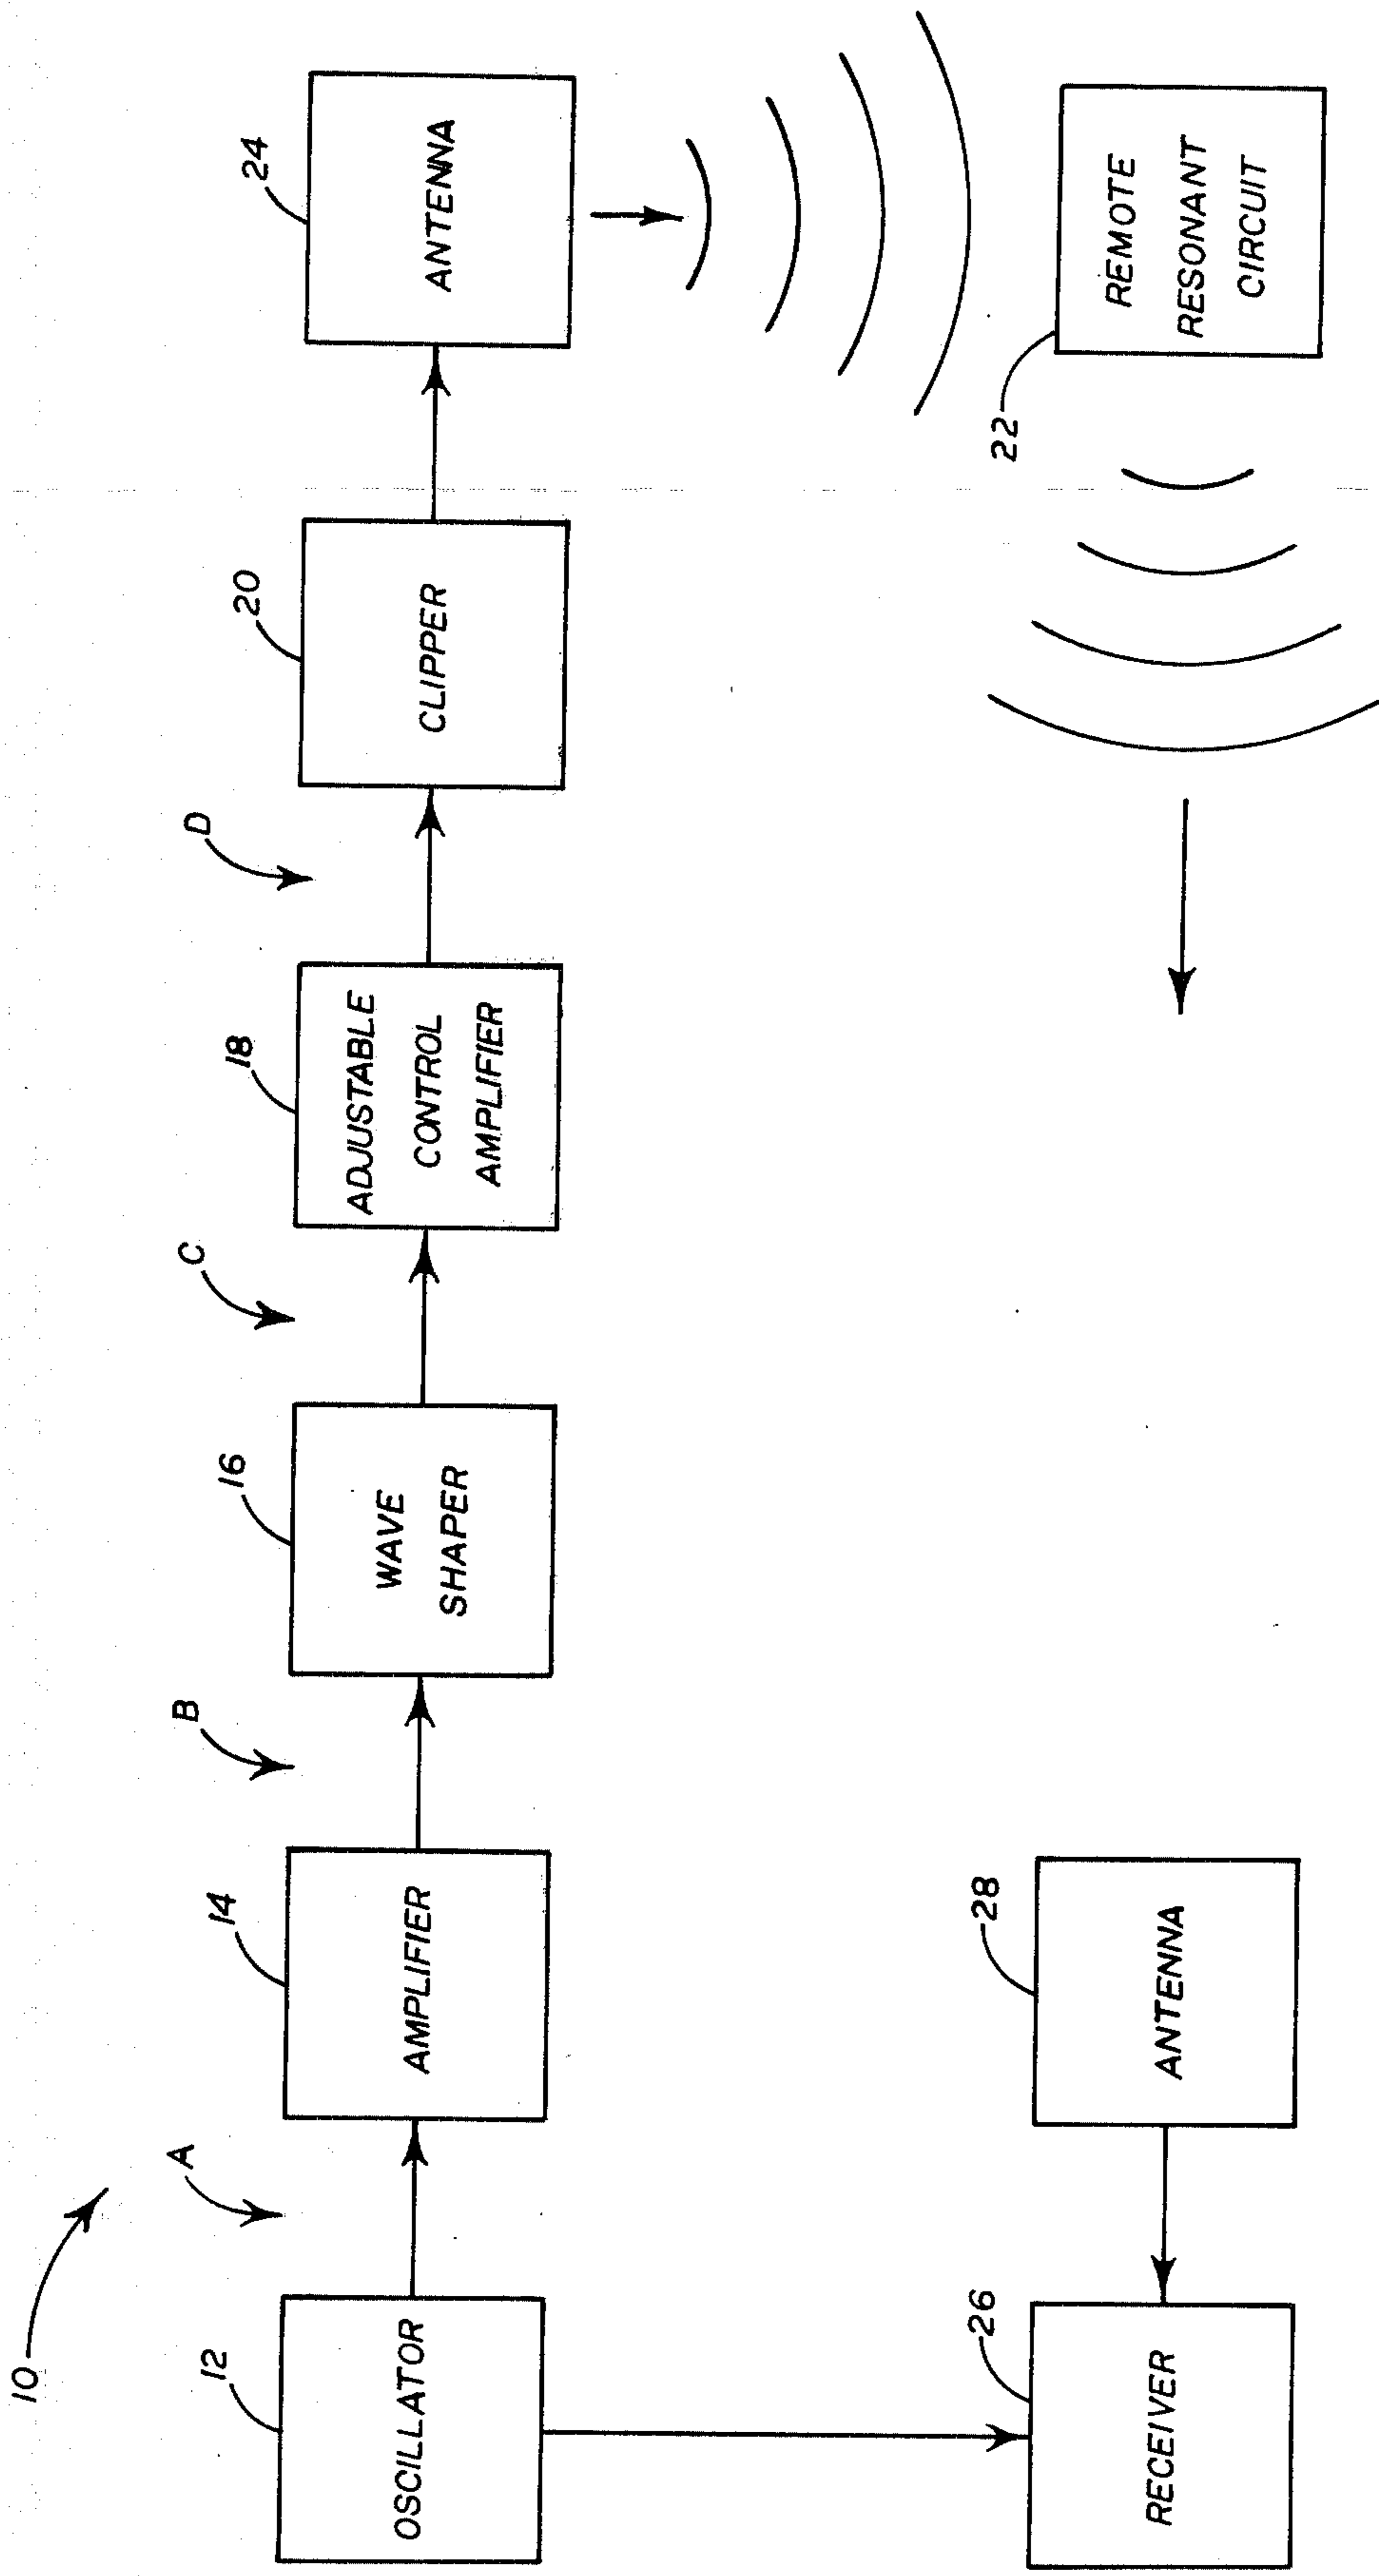 10
A
B
C
D
12
14
16
18
20
24
OSCILLATOR
AMPLIFIER
WAVE
SHAPER
ADJUSTABLE
CONTROL
AMPLIFIER
CLIPPER
ANTENNA
26
28
22
RECEIVER
ANTENNA
REMOTE
RESONANT
CIRCUIT